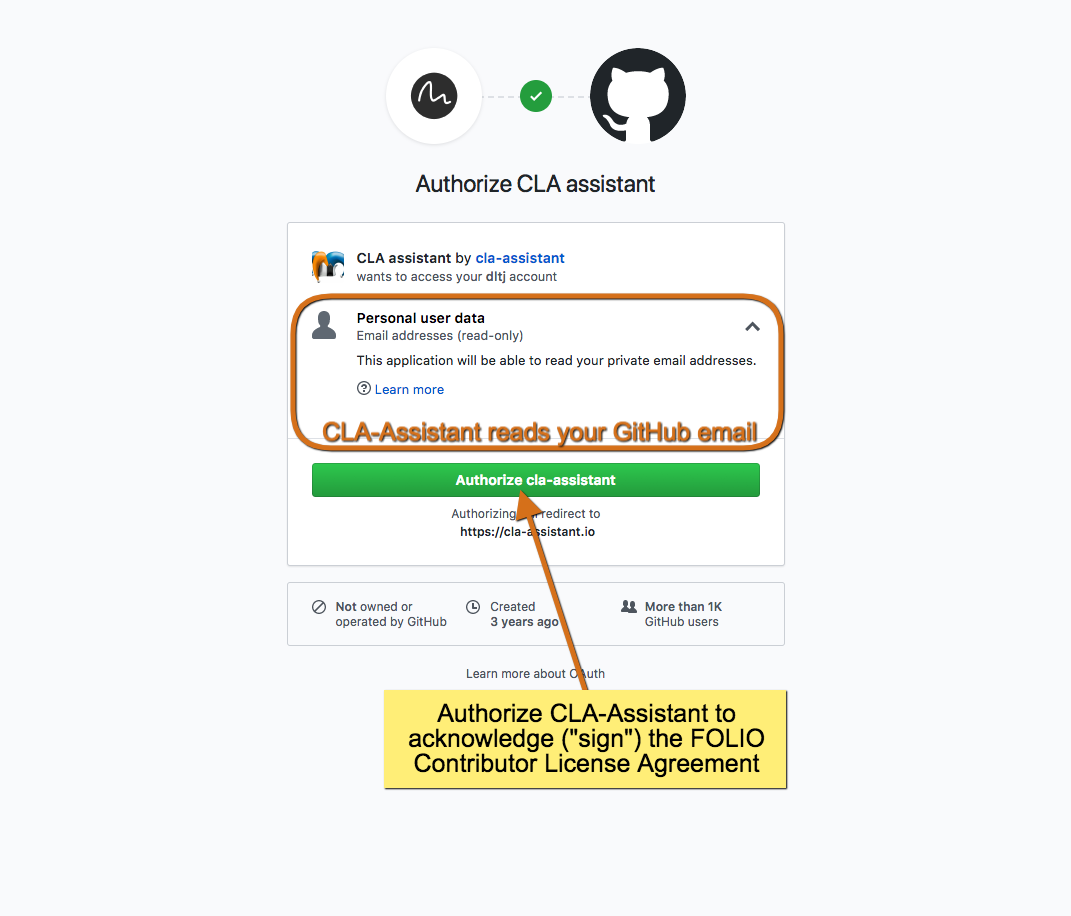 Authorize CLA assistant
CLA assistant by cla-assistant
wants to access your dltj account
Personal user data
Email addresses (read-only)
This application will be able to read your private email addresses.
Learn more
CLA-Assistant reads your GitHub email
Authorize cla-assistant
Authorizing redirect to
https://cla-assistant.io
Not owned or
operated by GitHub
Created
3 years ago
More than 1K
GitHub users
Learn more about OAuth
Authorize CLA-Assistant to
acknowledge ("sign") the FOLIO
Contributor License Agreement